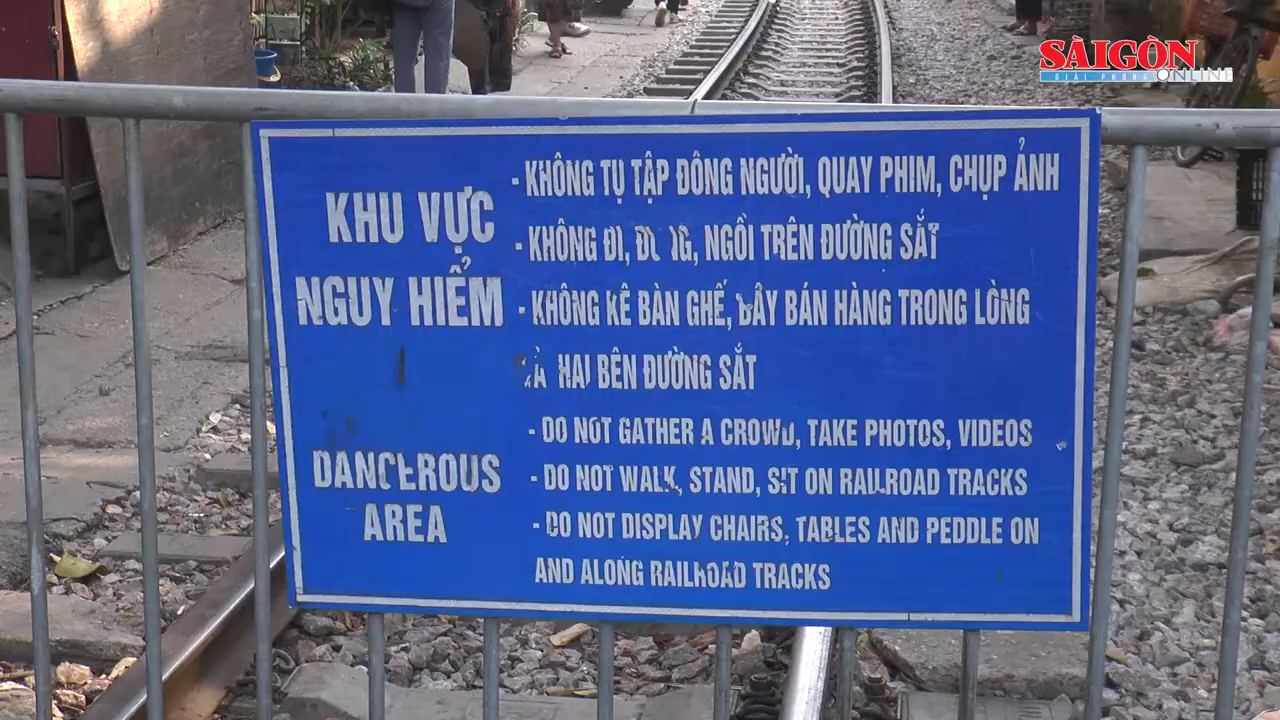 SÀIGÒN
GIẢI PHÓNG ONLINE
KHU VỰC
NGUY HIỂM
- KHÔNG TỤ TẬP ĐÔNG NGƯỜI, QUAY PHIM, CHỤP ẢNH
- KHÔNG ĐI, ĐỨNG, NGỒI TRÊN ĐƯỜNG SẮT
- KHÔNG KÊ BÀN GHẾ, BÀY BÁN HÀNG TRONG LÒNG
VÀ HAI BÊN ĐƯỜNG SẮT
DANGEROUS
AREA
- DO NOT GATHER A CROWD, TAKE PHOTOS, VIDEOS
- DO NOT WALK, STAND, SIT ON RAILROAD TRACKS
- DO NOT DISPLAY CHAIRS, TABLES AND PEDDLE ON
AND ALONG RAILROAD TRACKS